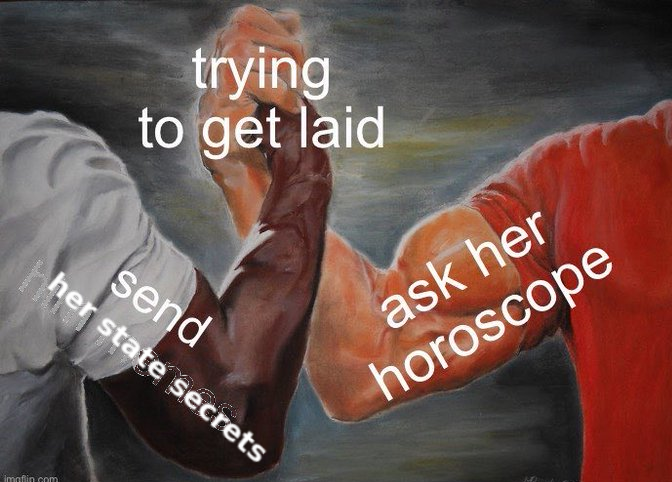 trying
to get laid
send
her state secrets
ask her
horoscope
imgflip.com